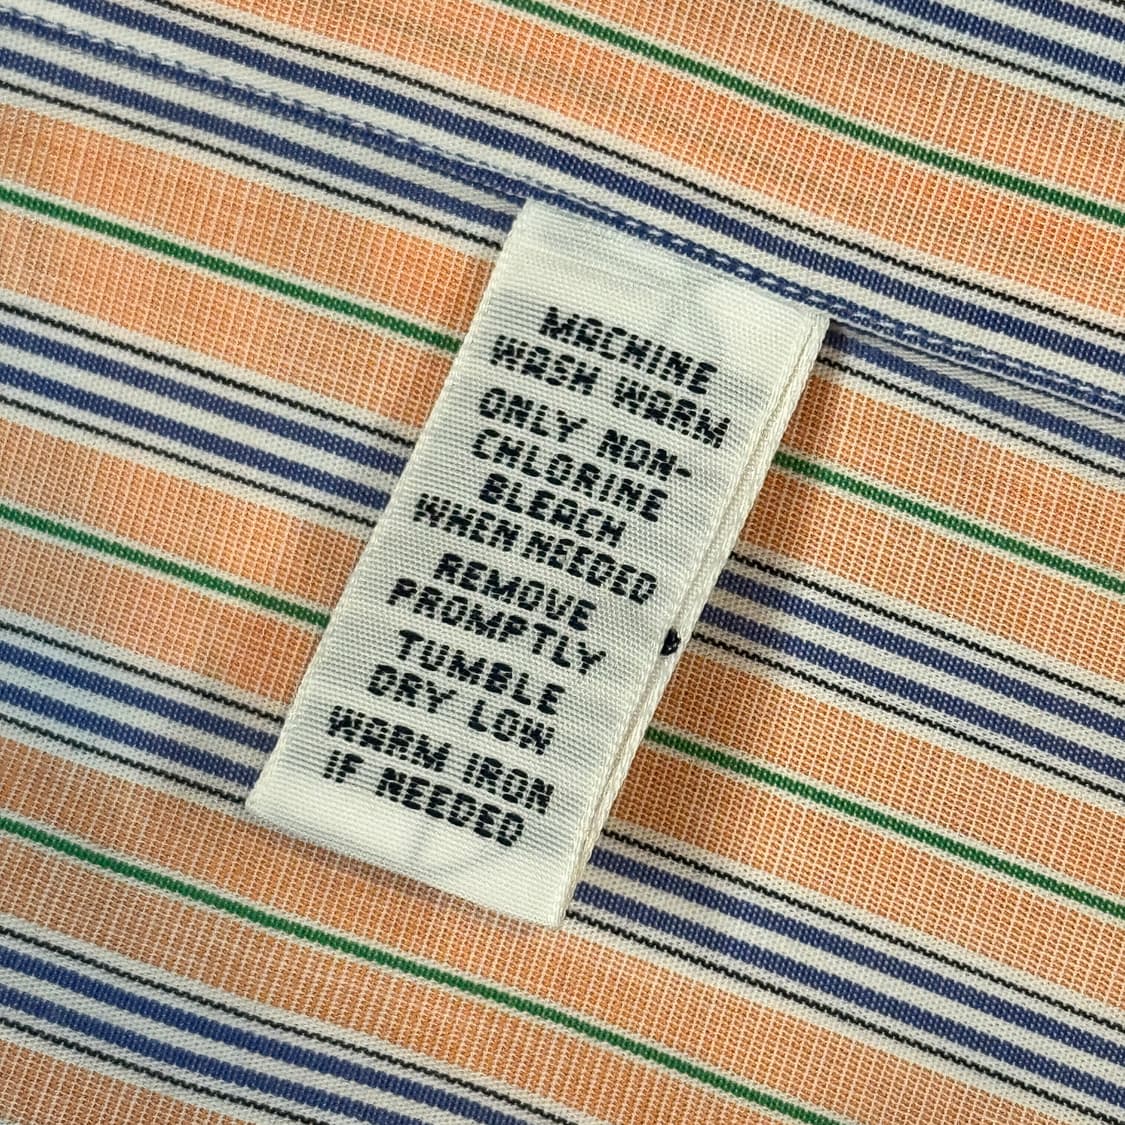 MACHINE
WASH WARM
ONLY NON-
CHLORINE
BLEACH
WHEN NEEDED
REMOVE
PROMPTLY
TUMBLE
DRY LOW
WARM IRON
IF NEEDED